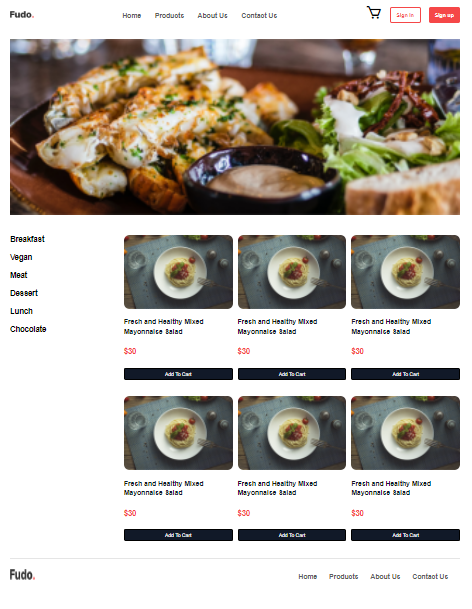 Fudo.
Home Products About Us Contact Us
Sign in Sign up
Breakfast
Vegan
Meat
Dessert
Lunch
Chocolate
Fresh and Healthy Mixed
Mayonnaise Salad
$30
Add To Cart
Fresh and Healthy Mixed
Mayonnaise Salad
$30
Add To Cart
Fresh and Healthy Mixed
Mayonnaise Salad
$30
Add To Cart
Fresh and Healthy Mixed
Mayonnaise Salad
$30
Add To Cart
Fresh and Healthy Mixed
Mayonnaise Salad
$30
Add To Cart
Fresh and Healthy Mixed
Mayonnaise Salad
$30
Add To Cart
Fudo.
Home Products About Us Contact Us